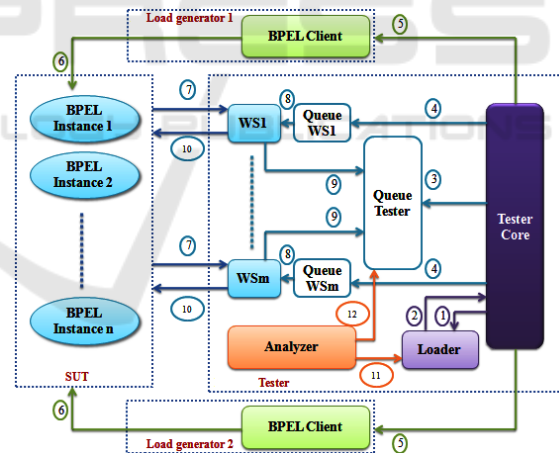 Load generator 1
BPEL Client
5
6
BPEL
Instance 1
BPEL
Instance 2
BPEL
Instance n
SUT
7
10
7
10
WS1
8
Queue
WS1
4
9
3
Queue
Tester
9
WSm
8
Queue
WSm
4
Tester
Core
12
2
1
Analyzer
Loader
11
Tester
6
BPEL Client
Load generator 2
5